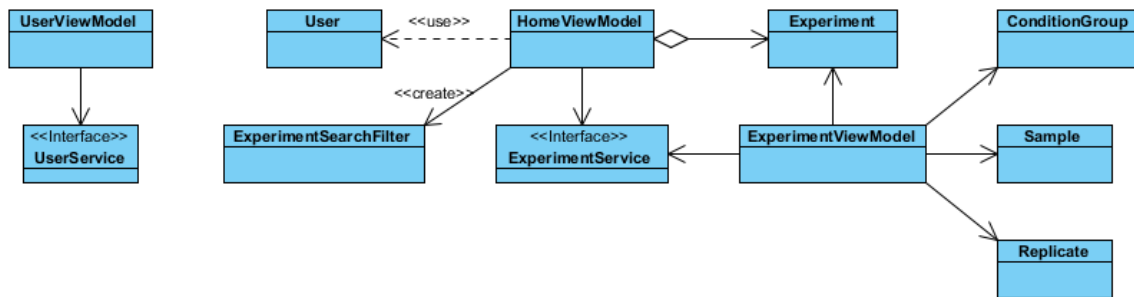 UserViewModel
User
<<use>>
HomeViewModel
Experiment
ConditionGroup
<<create>>
<<Interface>>
UserService
ExperimentSearchFilter
<<Interface>>
ExperimentService
ExperimentViewModel
Sample
Replicate